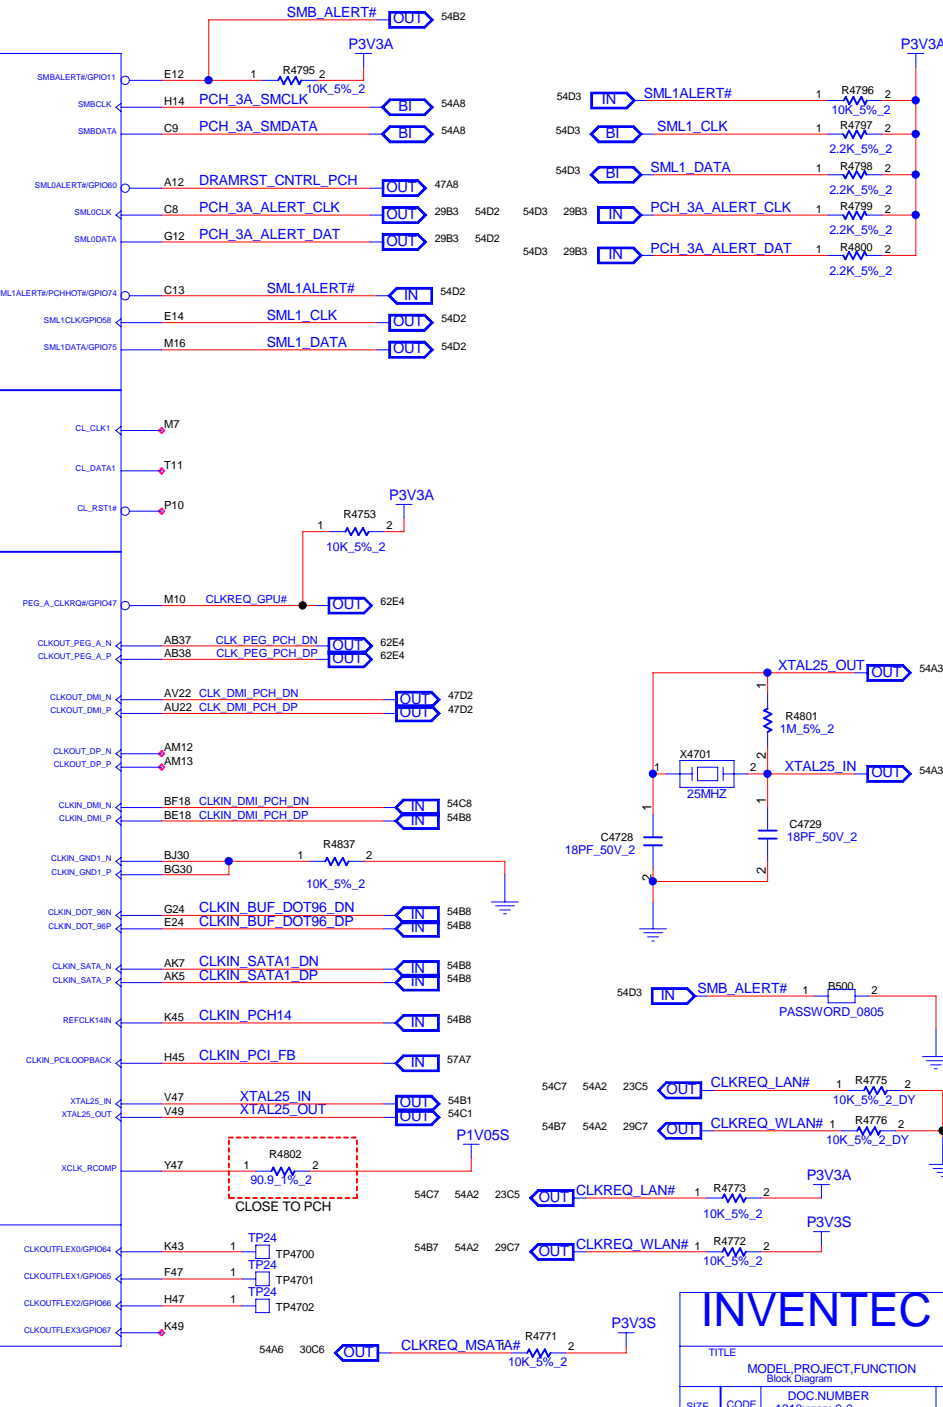 SMB_ALERT# OUT 54B2
P3V3A
P3V3A
SMBALERT#/GPIO11 E12 1 R4795 2
10K_5%_2
SMBCLK H14 PCH_3A_SMCLK BI 54A8
SMBDATA C9 PCH_3A_SMDATA BI 54A8
54D3 IN SML1ALERT# 1 R4796 2
10K_5%_2
54D3 BI SML1_CLK 1 R4797 2
2.2K_5%_2
54D3 BI SML1_DATA 1 R4798 2
2.2K_5%_2
SML0ALERT#/GPIO60 A12 DRAMRST_CNTRL_PCH OUT 47A8
SML0CLK C8 PCH_3A_ALERT_CLK OUT 29B3 54D2
54D3 29B3 IN PCH_3A_ALERT_CLK 1 R4799 2
2.2K_5%_2
SML0DATA G12 PCH_3A_ALERT_DAT OUT 29B3 54D2
54D3 29B3 IN PCH_3A_ALERT_DAT 1 R4800 2
2.2K_5%_2
ML1ALERT#/PCHHOT#/GPIO74 C13 SML1ALERT# IN 54D2
SML1CLK/GPIO58 E14 SML1_CLK OUT 54D2
SML1DATA/GPIO75 M16 SML1_DATA OUT 54D2
CL_CLK1 M7
CL_DATA1 T11
CL_RST1# P10
P3V3A
1 R4753 2
10K_5%_2
PEG_A_CLKRQ#/GPIO47 M10 CLKREQ_GPU# OUT 62E4
CLKOUT_PEG_A_N AB37 CLK_PEG_PCH_DN OUT 62E4
CLKOUT_PEG_A_P AB38 CLK_PEG_PCH_DP OUT 62E4
CLKOUT_DMI_N AV22 CLK_DMI_PCH_DN OUT 47D2
CLKOUT_DMI_P AU22 CLK_DMI_PCH_DP OUT 47D2
CLKOUT_DP_N AM12
CLKOUT_DP_P AM13
XTAL25_OUT OUT 54A3
1 R4801
1M_5%_2
2
X4701
1 2 XTAL25_IN OUT 54A3
25MHZ
1 1
C4728
18PF_50V_2
C4729
18PF_50V_2
2 2
CLKIN_DMI_N BF18 CLKIN_DMI_PCH_DN IN 54C8
CLKIN_DMI_P BE18 CLKIN_DMI_PCH_DP IN 54B8
CLKIN_GND1_N BJ30 1 R4837 2
CLKIN_GND1_P BG30
10K_5%_2
CLKIN_DOT_96N G24 CLKIN_BUF_DOT96_DN IN 54B8
CLKIN_DOT_96P E24 CLKIN_BUF_DOT96_DP IN 54B8
CLKIN_SATA_N AK7 CLKIN_SATA1_DN IN 54B8
CLKIN_SATA_P AK5 CLKIN_SATA1_DP IN 54B8
54D3 IN SMB_ALERT# 1 B500 2
PASSWORD_0805
REFCLK14IN K45 CLKIN_PCH14 IN 54B8
CLKIN_PCILOOPBACK H45 CLKIN_PCI_FB IN 57A7
XTAL25_IN V47 XTAL25_IN OUT 54B1
XTAL25_OUT V49 XTAL25_OUT OUT 54C1
54C7 54A2 23C5 OUT CLKREQ_LAN# 1 R4775 2
10K_5%_2_DY
54B7 54A2 29C7 OUT CLKREQ_WLAN# 1 R4776 2
10K_5%_2_DY
P1V05S
XCLK_RCOMP Y47 1 R4802 2
90.9_1%_2
CLOSE TO PCH
P3V3A
54C7 54A2 23C5 OUT CLKREQ_LAN# 1 R4773 2
10K_5%_2
P3V3S
54B7 54A2 29C7 OUT CLKREQ_WLAN# 1 R4772 2
10K_5%_2
CLKOUTFLEX0/GPIO64 K43 1 TP24
TP4700
CLKOUTFLEX1/GPIO65 F47 1 TP24
TP4701
CLKOUTFLEX2/GPIO66 H47 1 TP24
TP4702
CLKOUTFLEX3/GPIO67 K49
P3V3S
54A6 30C6 OUT CLKREQ_MSATA# 1 R4771 2
10K_5%_2
INVENTEC
TITLE
MODEL,PROJECT,FUNCTION
Block Diagram
SIZE CODE DOC.NUMBER